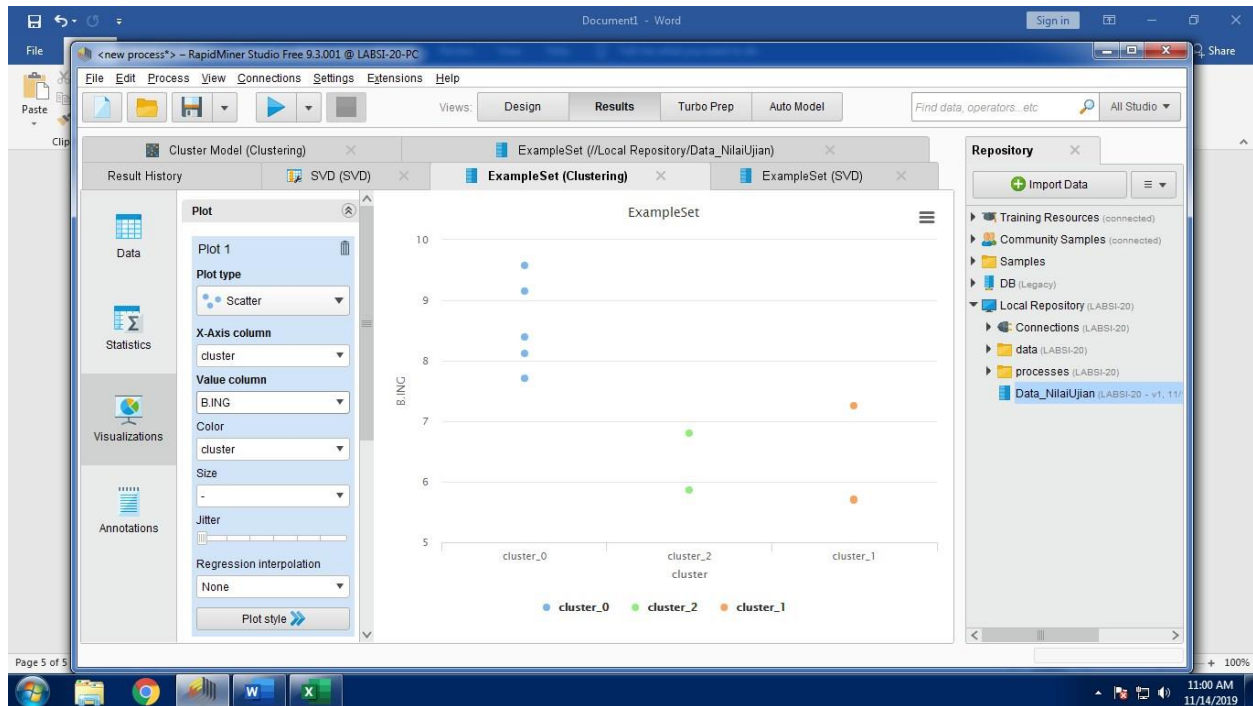 Document1 - Word
Sign in
File
Share
<new process*> – RapidMiner Studio Free 9.3.001 @ LABSI-20-PC
File Edit Process View Connections Settings Extensions Help
Paste
Clip
Views: Design Results Turbo Prep Auto Model
Find data, operators...etc
All Studio
Cluster Model (Clustering)
ExampleSet (//Local Repository/Data_NilaiUjian)
Result History
SVD (SVD)
ExampleSet (Clustering)
ExampleSet (SVD)
Data
Statistics
Visualizations
Annotations
Plot
Plot 1
Plot type
Scatter
X-Axis column
cluster
Value column
B.ING
Color
cluster
Size
-
Jitter
Regression interpolation
None
Plot style
ExampleSet
10
9
8
7
6
5
B.ING
cluster_0 cluster_2 cluster_1
cluster
cluster_0 cluster_2 cluster_1
Repository
Import Data
Training Resources (connected)
Community Samples (connected)
Samples
DB (Legacy)
Local Repository (LABSI-20)
Connections (LABSI-20)
data (LABSI-20)
processes (LABSI-20)
Data_NilaiUjian (LABSI-20 - v1, 11/
Page 5 of 5
+ 100%
11:00 AM
11/14/2019